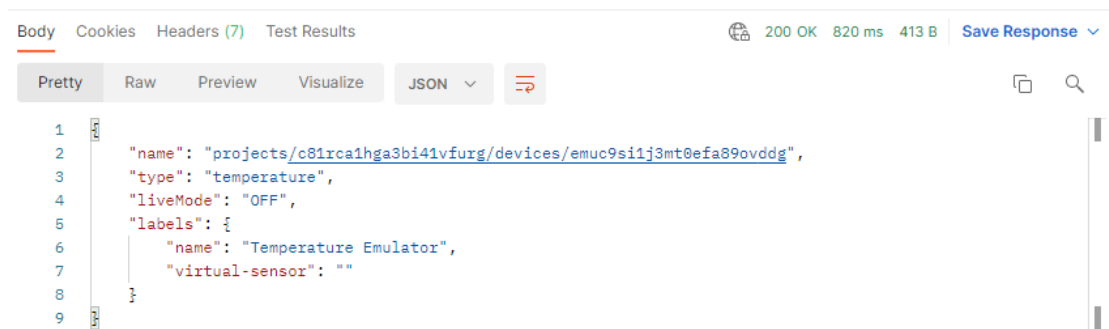 Body Cookies Headers (7) Test Results 200 OK 820 ms 413 B Save Response
Pretty Raw Preview Visualize JSON
1 {
2 "name": "projects/c81rca1hga3bi41vfurg/devices/emuc9si1j3mt0efa89ovddg",
3 "type": "temperature",
4 "liveMode": "OFF",
5 "labels": {
6 "name": "Temperature Emulator",
7 "virtual-sensor": ""
8 }
9 }